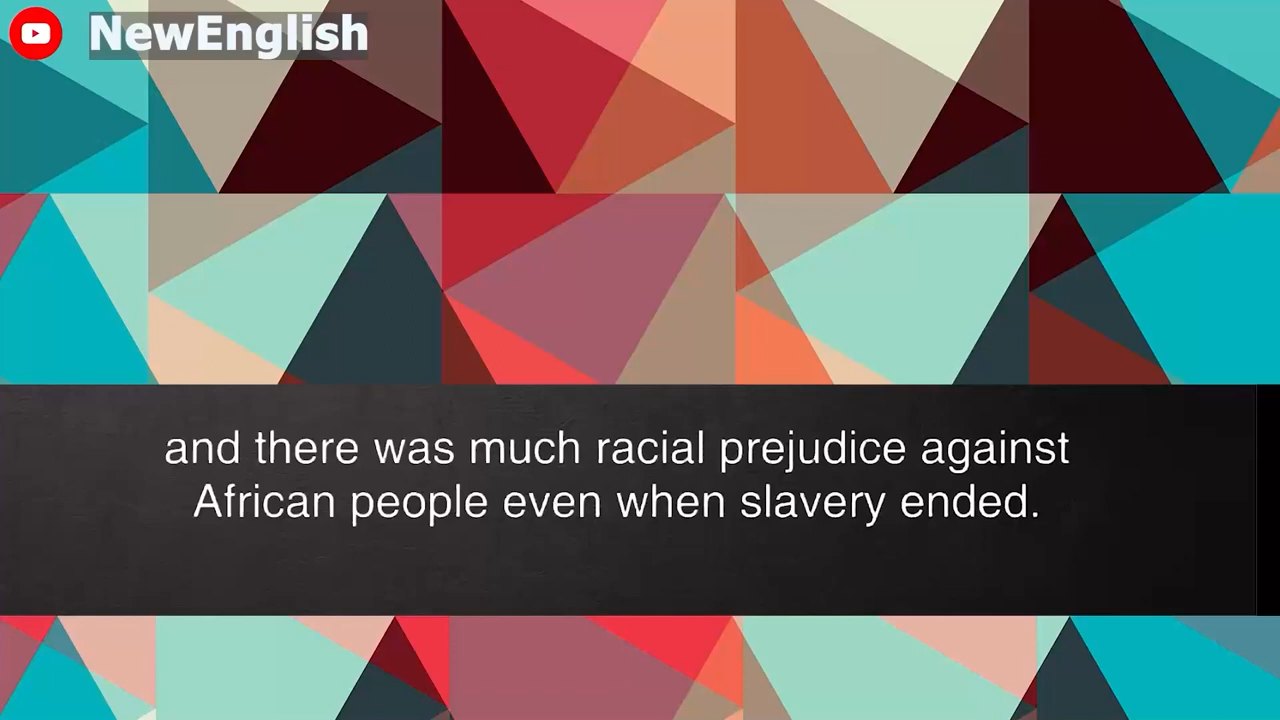 NewEnglish
and there was much racial prejudice against
African people even when slavery ended.